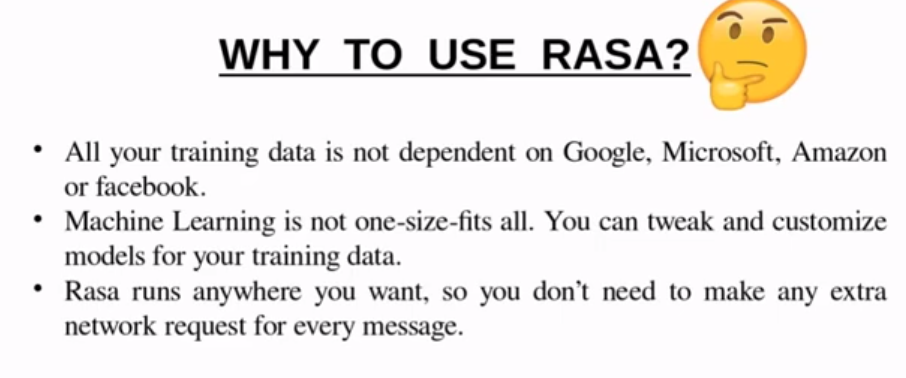 WHY TO USE RASA?
• All your training data is not dependent on Google, Microsoft, Amazon
or facebook.
• Machine Learning is not one-size-fits all. You can tweak and customize
models for your training data.
• Rasa runs anywhere you want, so you don’t need to make any extra
network request for every message.